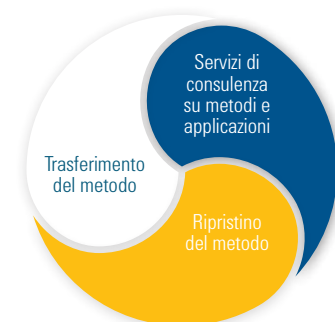 Servizi di
consulenza
su metodi e
applicazioni
Trasferimento
del metodo
Ripristino
del metodo